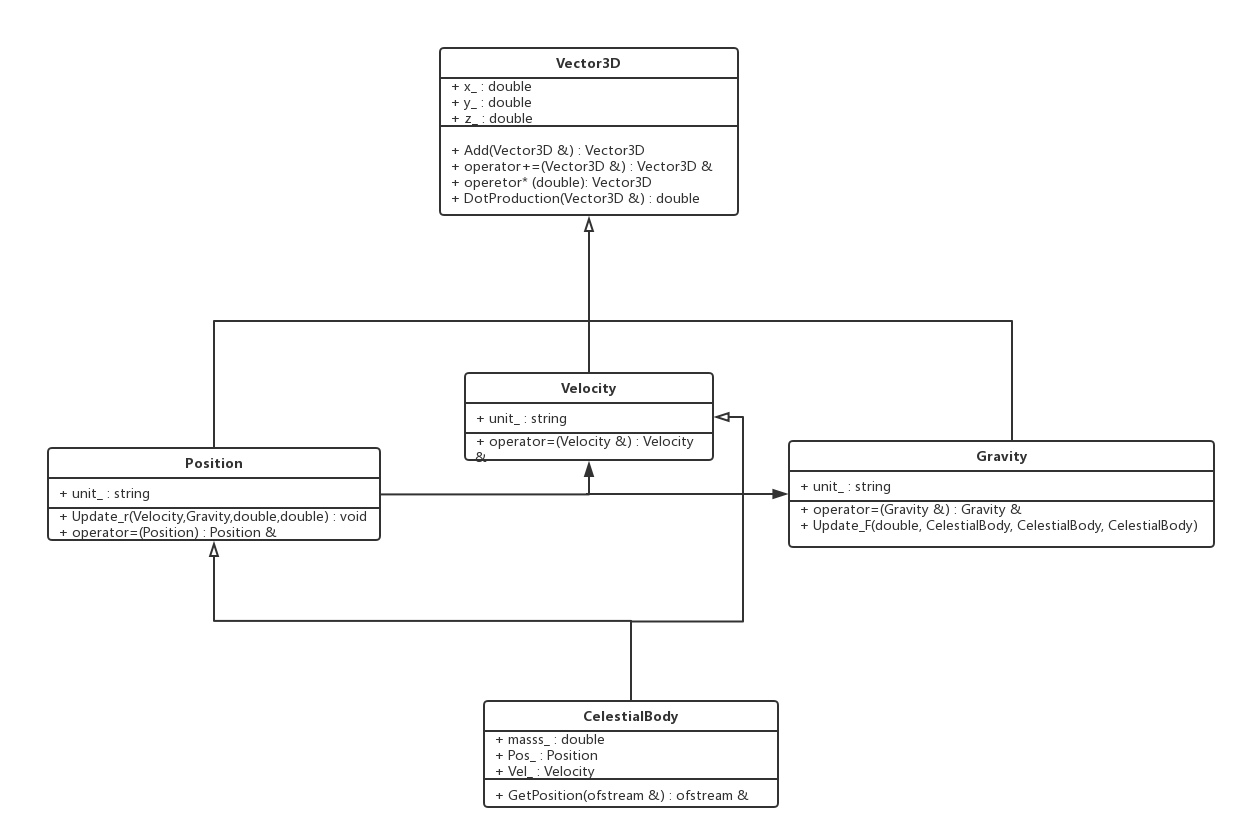 Vector3D
+ x_ : double
+ y_ : double
+ z_ : double
+ Add(Vector3D &) : Vector3D
+ operator+=(Vector3D &) : Vector3D &
+ operetor* (double): Vector3D
+ DotProduction(Vector3D &) : double
Velocity
+ unit_ : string
+ operator=(Velocity &) : Velocity
&
Position
+ unit_ : string
+ Update_r(Velocity,Gravity,double,double) : void
+ operator=(Position) : Position &
Gravity
+ unit_ : string
+ operator=(Gravity &) : Gravity &
+ Update_F(double, CelestialBody, CelestialBody, CelestialBody)
CelestialBody
+ masss_ : double
+ Pos_ : Position
+ Vel_ : Velocity
+ GetPosition(ofstream &) : ofstream &